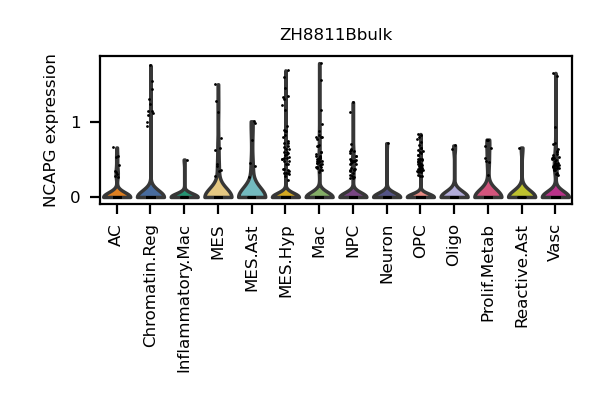 ZH8811Bbulk
NCAPG expression
1
0
AC
Chromatin.Reg
Inflammatory.Mac
MES
MES.Ast
MES.Hyp
Mac
NPC
Neuron
OPC
Oligo
Prolif.Metab
Reactive.Ast
Vasc